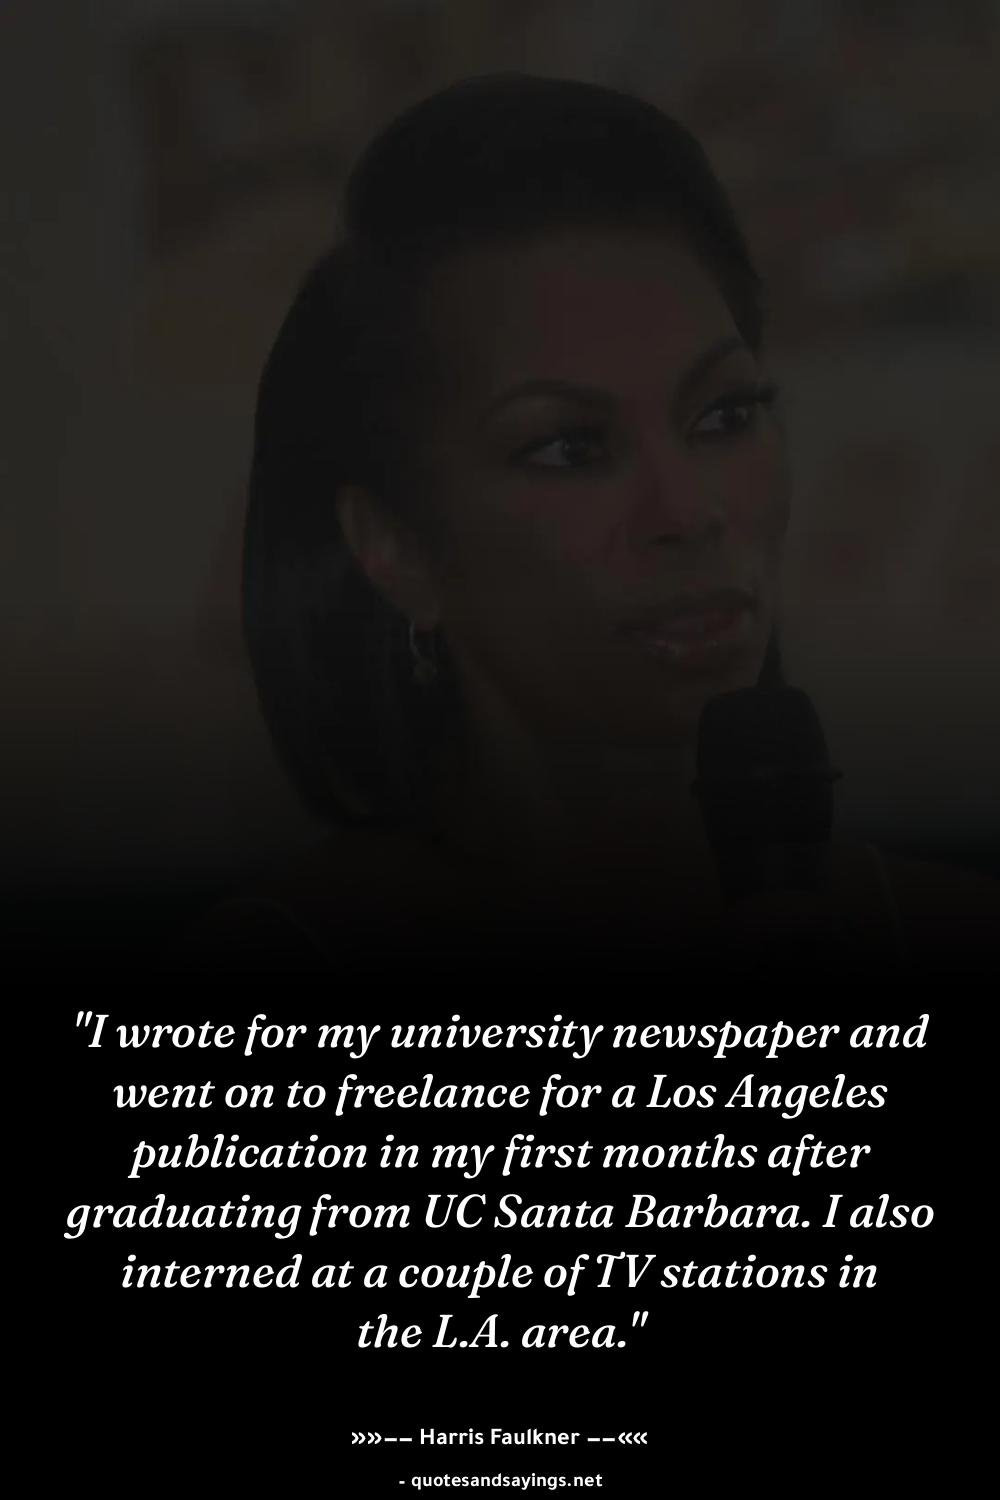 "I wrote for my university newspaper and
went on to freelance for a Los Angeles
publication in my first months after
graduating from UC Santa Barbara. I also
interned at a couple of TV stations in
the L.A. area."
»»−− Harris Faulkner −−««
- quotesandsayings.net